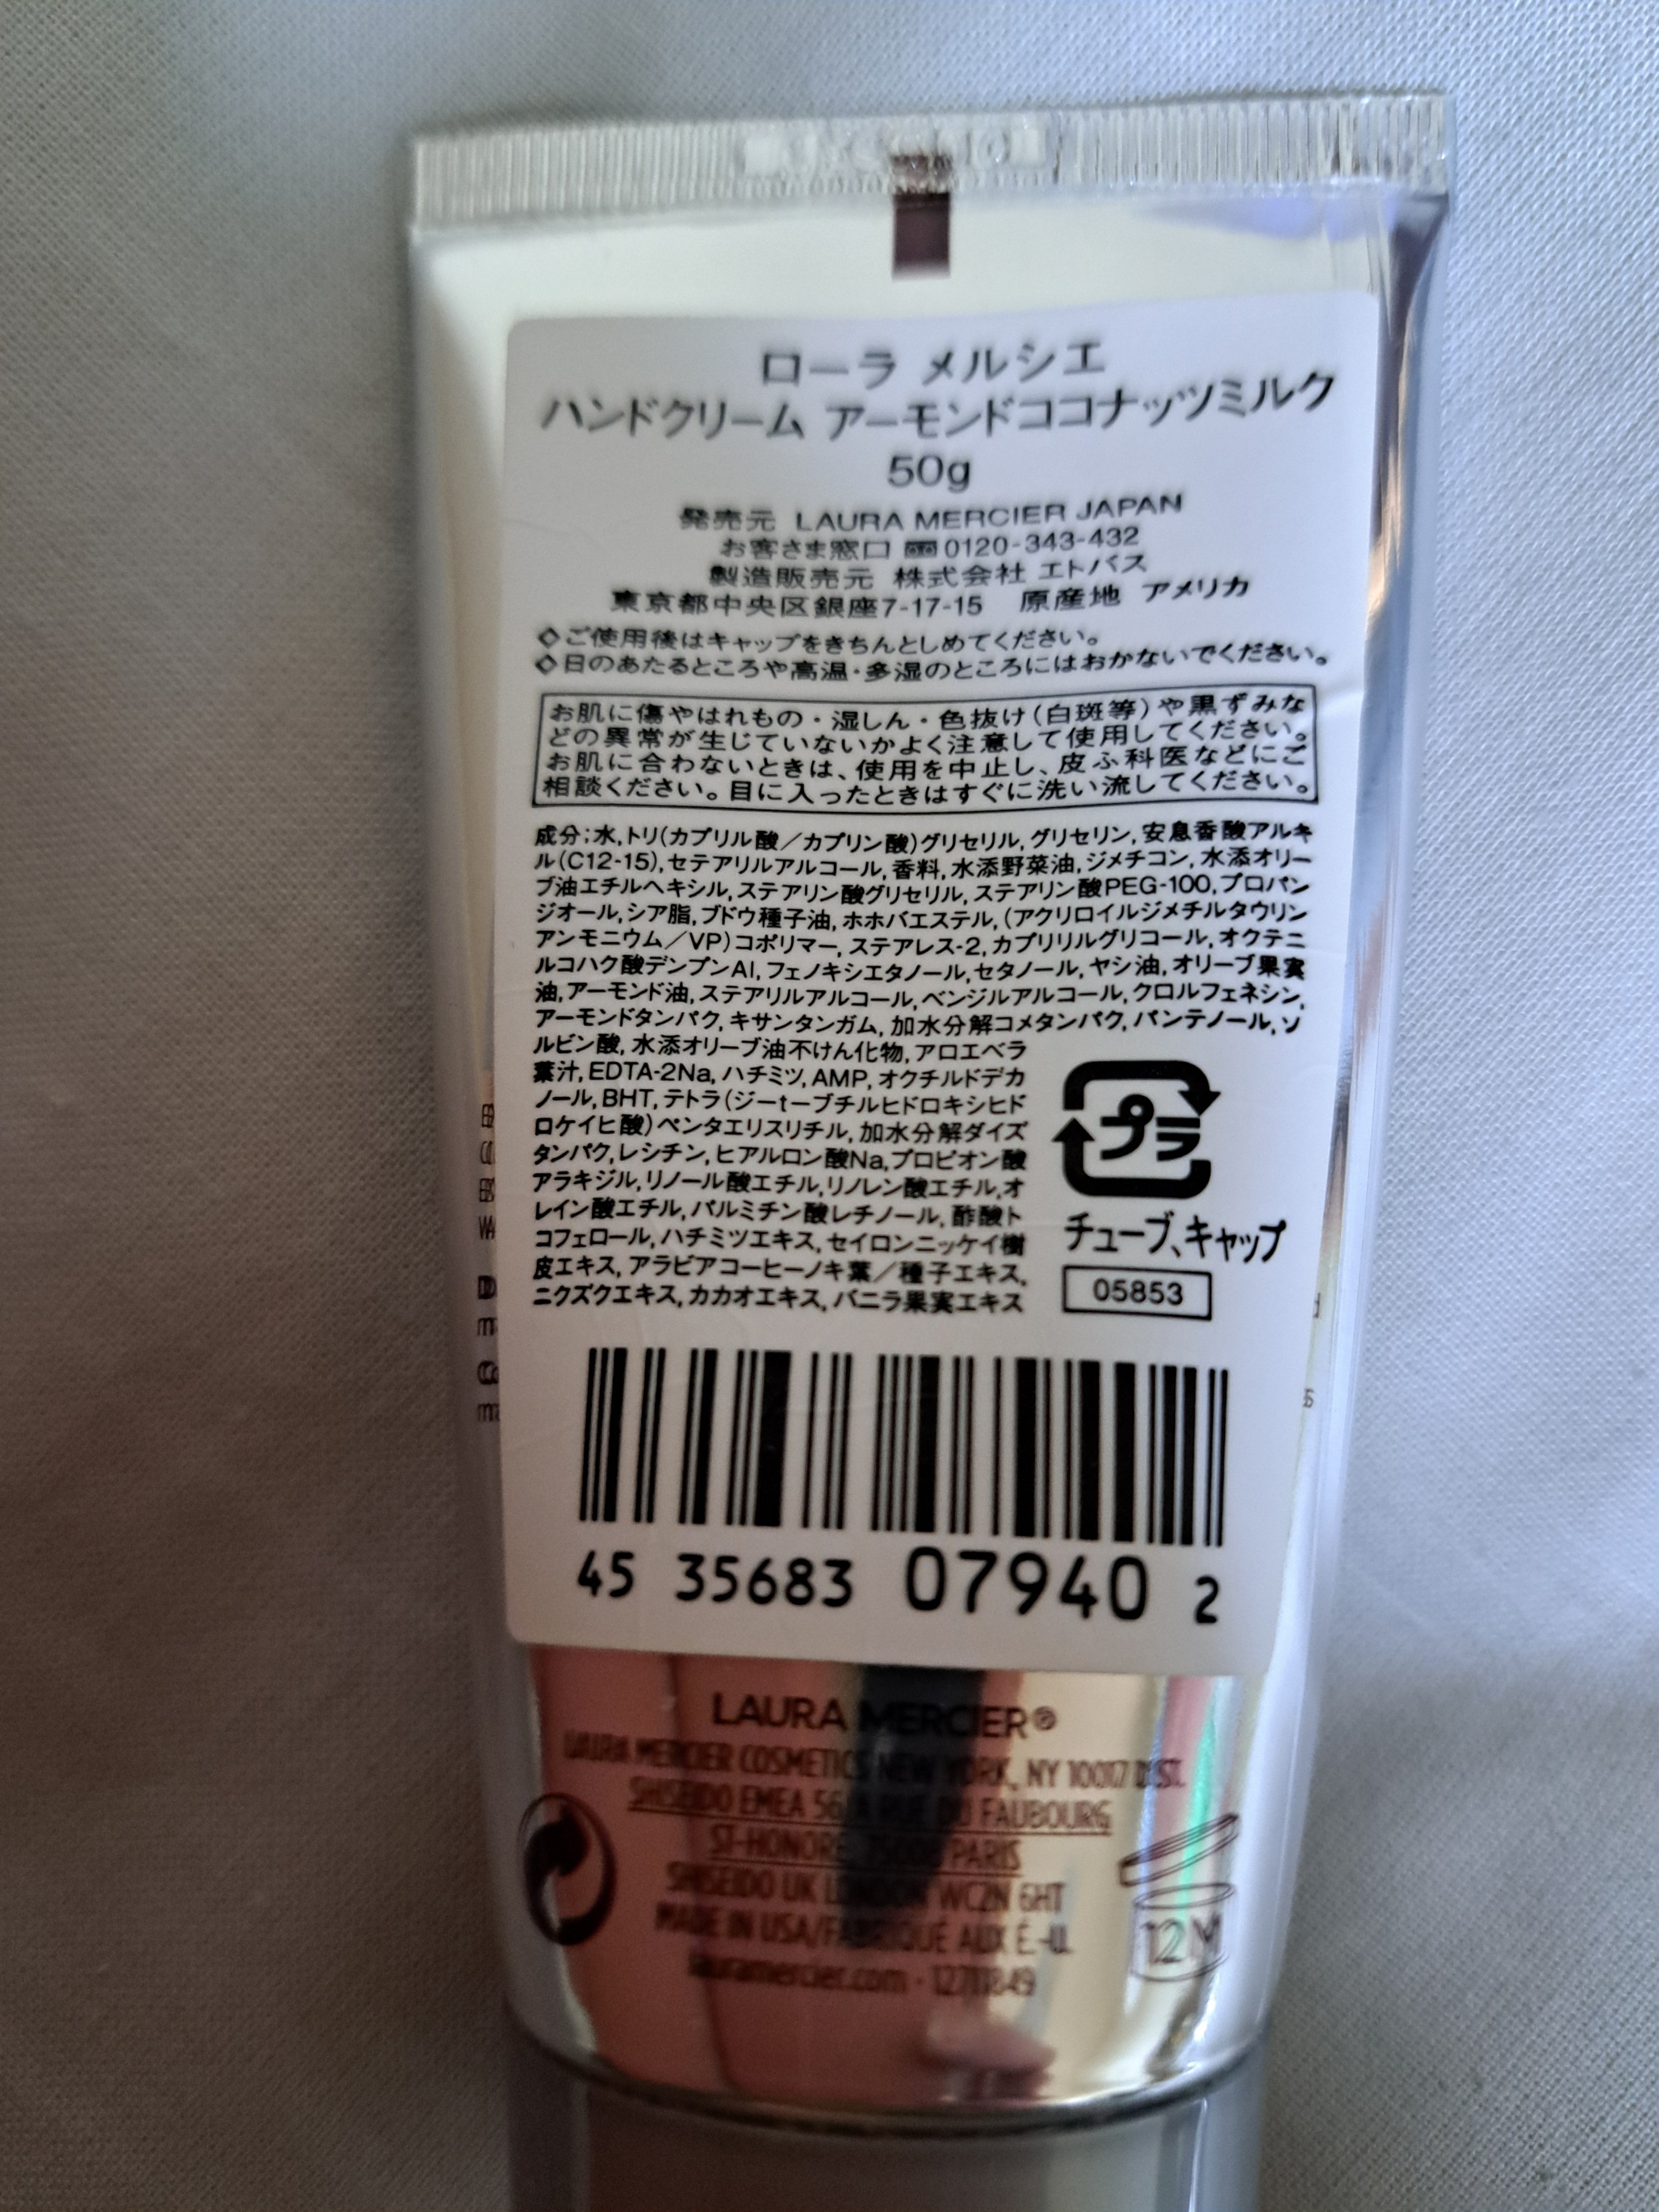 ローラ メルシエ
ハンドクリーム アーモンドココナッツミルク
50g
発売元 LAURA MERCIER JAPAN
お客さま窓口 0120-343-432
製造販売元 株式会社 エトバス
東京都中央区銀座7-17-15 原産地 アメリカ
◇ご使用後はキャップをきちんとしめてください。
◇日のあたるところや高温・多湿のところにはおかないでください。
お肌に傷やはれもの・湿しん・色抜け(白斑等)や黒ずみな
どの異常が生じていないかよく注意して使用してください。
お肌に合わないときは、使用を中止し、皮ふ科医などにご
相談ください。目に入ったときはすぐに洗い流してください。
成分:水,トリ(カプリル酸/カプリン酸)グリセリル,グリセリン,安息香酸アルキ
ル(C12-15),セテアリルアルコール,香料,水添野菜油,ジメチコン,水添オリー
ブ油エチルヘキシル,ステアリン酸グリセリル,ステアリン酸PEG-100,プロパン
ジオール,シア脂,ブドウ種子油,ホホバエステル,(アクリロイルジメチルタウリン
アンモニウム/VP)コポリマー,ステアレス-2,カプリリルグリコール,オクテニ
ルコハク酸デンプンAl,フェノキシエタノール,セタノール,ヤシ油,オリーブ果実
油,アーモンド油,ステアリルアルコール,ベンジルアルコール,クロルフェネシン,
アーモンドタンパク,キサンタンガム,加水分解コメタンパク,パンテノール,ソ
ルビン酸,水添オリーブ油不けん化物,アロエベラ
葉汁,EDTA-2Na,ハチミツ,AMP,オクチルドデカ
ノール,BHT,テトラ(ジーtーブチルヒドロキシヒド
ロケイヒ酸)ペンタエリスリチル,加水分解ダイズ
タンパク,レシチン,ヒアルロン酸Na,プロピオン酸
アラキジル,リノール酸エチル,リノレン酸エチル,オ
レイン酸エチル,パルミチン酸レチノール,酢酸ト
コフェロール,ハチミツエキス,セイロンニッケイ樹
皮エキス,アラビアコーヒーノキ葉/種子エキス,
ニクズクエキス,カカオエキス,バニラ果実エキス
プラ
チューブ、キャップ
05853
45 35683 07940 2
LAURA MERCIER®
LAURA MERCIER COSMETICS NEW YORK, NY 10017 DIST.
SHISEIDO EMEA 56 A RUE DU FAUBOURG
ST-HONORÉ 75008 PARIS
SHISEIDO UK LONDON WC2N 6HT
MADE IN USA/FABRIQUÉ AUX É.-U.
lauramercier.com · 12711849
12M